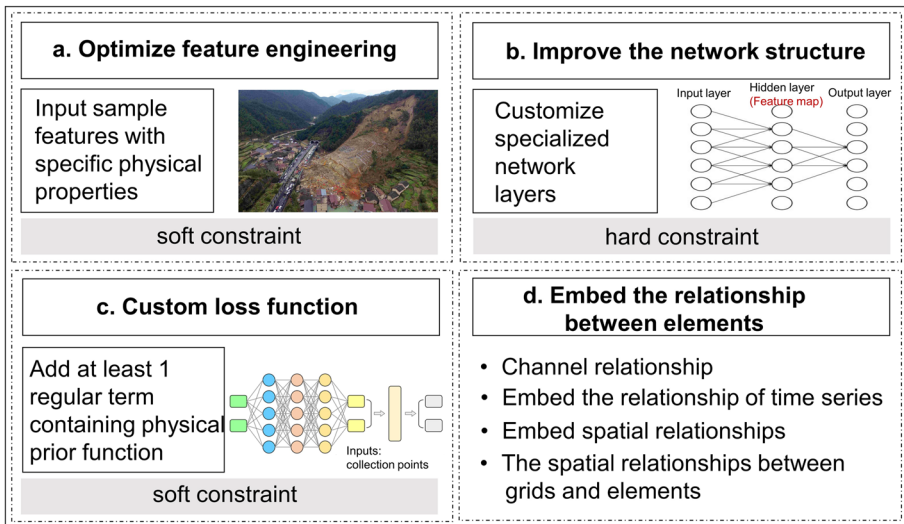 a. Optimize feature engineering
Input sample
features with
specific physical
properties
soft constraint
b. Improve the network structure
Customize
specialized
network
layers
Input layer
Hidden layer
(Feature map)
Output layer
hard constraint
c. Custom loss function
Add at least 1
regular term
containing physical
prior function
Inputs:
collection points
soft constraint
d. Embed the relationship
between elements
• Channel relationship
• Embed the relationship of time series
• Embed spatial relationships
• The spatial relationships between
grids and elements